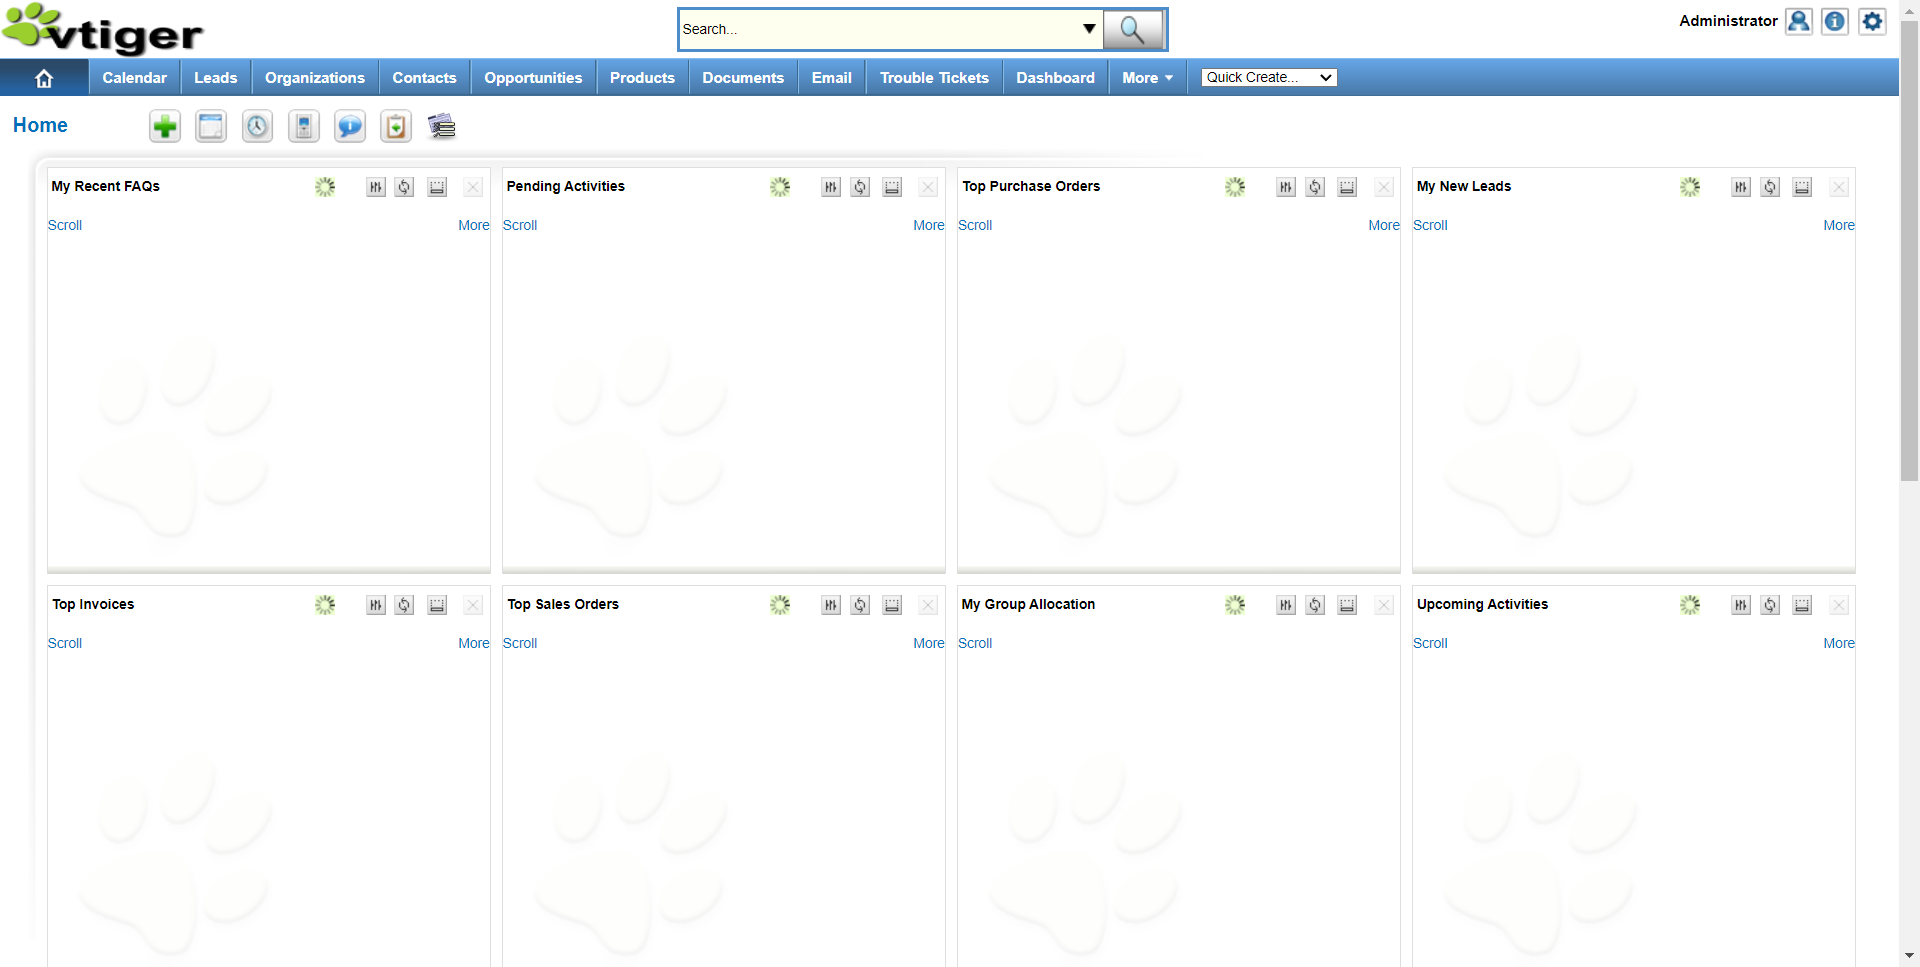 vtiger
Search...
Administrator
Calendar
Leads
Organizations
Contacts
Opportunities
Products
Documents
Email
Trouble Tickets
Dashboard
More
Quick Create...
Home
My Recent FAQs
Scroll
More
Pending Activities
Scroll
More
Top Purchase Orders
Scroll
More
My New Leads
Scroll
More
Top Invoices
Scroll
More
Top Sales Orders
Scroll
More
My Group Allocation
Scroll
Upcoming Activities
Scroll
More